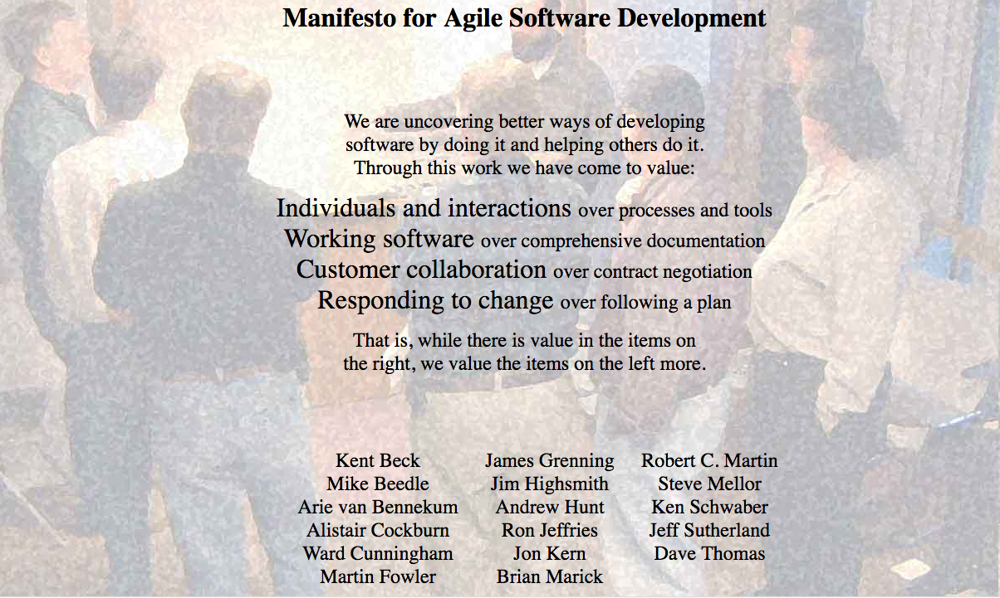 Manifesto for Agile Software Development
We are uncovering better ways of developing
software by doing it and helping others do it.
Through this work we have come to value:
Individuals and interactions over processes and tools
Working software over comprehensive documentation
Customer collaboration over contract negotiation
Responding to change over following a plan
That is, while there is value in the items on
the right, we value the items on the left more.
Kent Beck
Mike Beedle
Arie van Bennekum
Alistair Cockburn
Ward Cunningham
Martin Fowler
James Grenning
Jim Highsmith
Andrew Hunt
Ron Jeffries
Jon Kern
Brian Marick
Robert C. Martin
Steve Mellor
Ken Schwaber
Jeff Sutherland
Dave Thomas